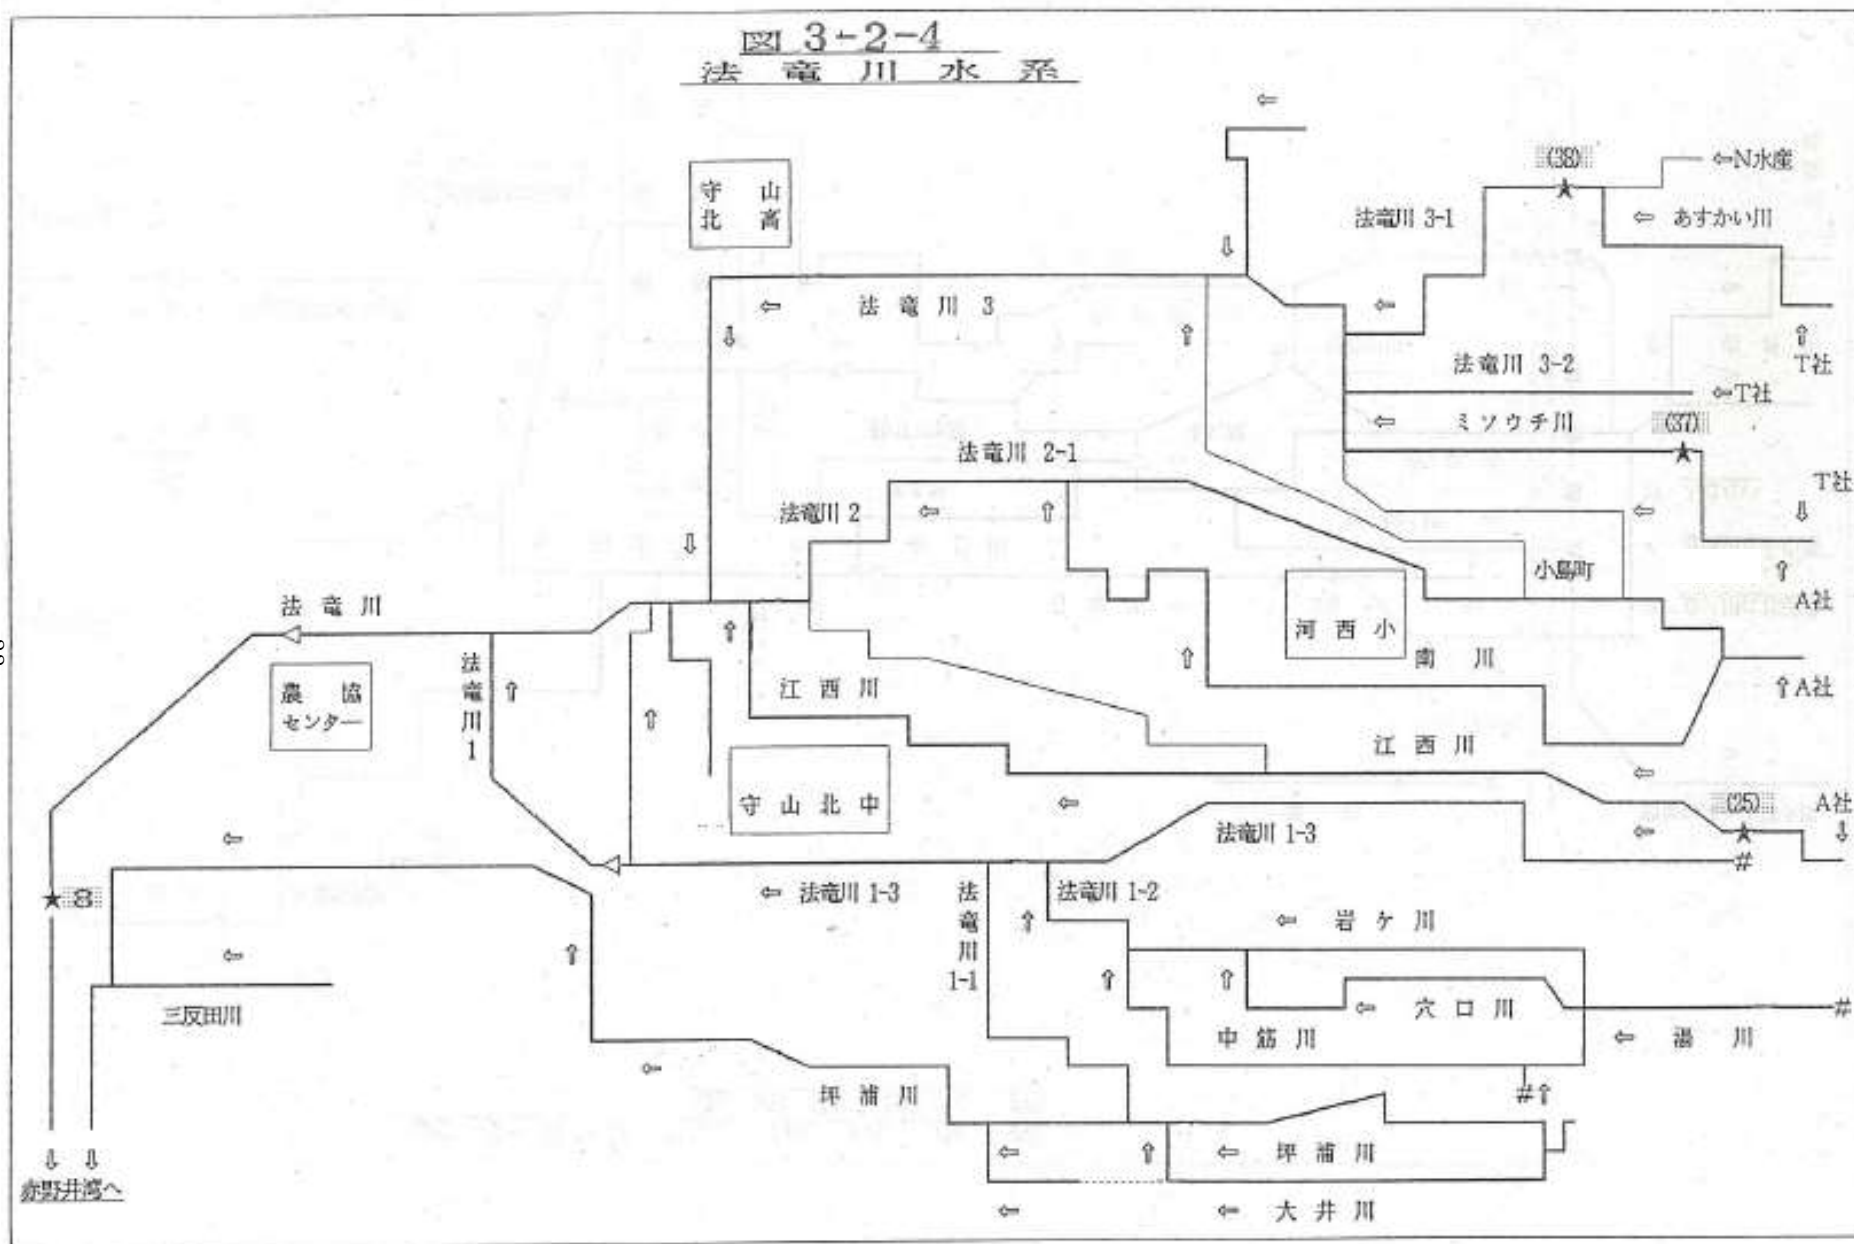 図 3-2-4
法 竜 川 水 系
⇦
(38)
⇦N水産
守 山
北 高
法竜川 3-1
⇦ あすかい川
⇩
⇦ 法 竜 川 3
⇦
⇩
⇧
⇧
法竜川 3-2
T社
⇦T社
⇦ ミソウチ川
(37)
法竜川 2-1
T社
法竜川 2
⇦
⇧
⇦
⇩
⇩
小島町
⇧
A社
法 竜 川
⇧
河 西 小
南 川
⇧
法竜川1
⇧
江 西 川
⇧A社
農 協
センター
⇧
江 西 川
⇦
守 山 北 中
⇦
(25)
A社
法竜川 1-3
⇦
⇩
⇦
#
8
⇦ 法竜川 1-3
法竜川1-1
法竜川 1-2
⇧
⇦ 岩 ケ 川
⇦
⇧
⇧
⇧
⇦ 穴 口 川
#
三反田川
中 筋 川
⇦ 湯 川
⇦
坪 浦 川
#⇧
⇦
⇧
⇦ 坪 浦 川
⇩ ⇩
赤野井湾へ
⇦
⇦ 大 井 川